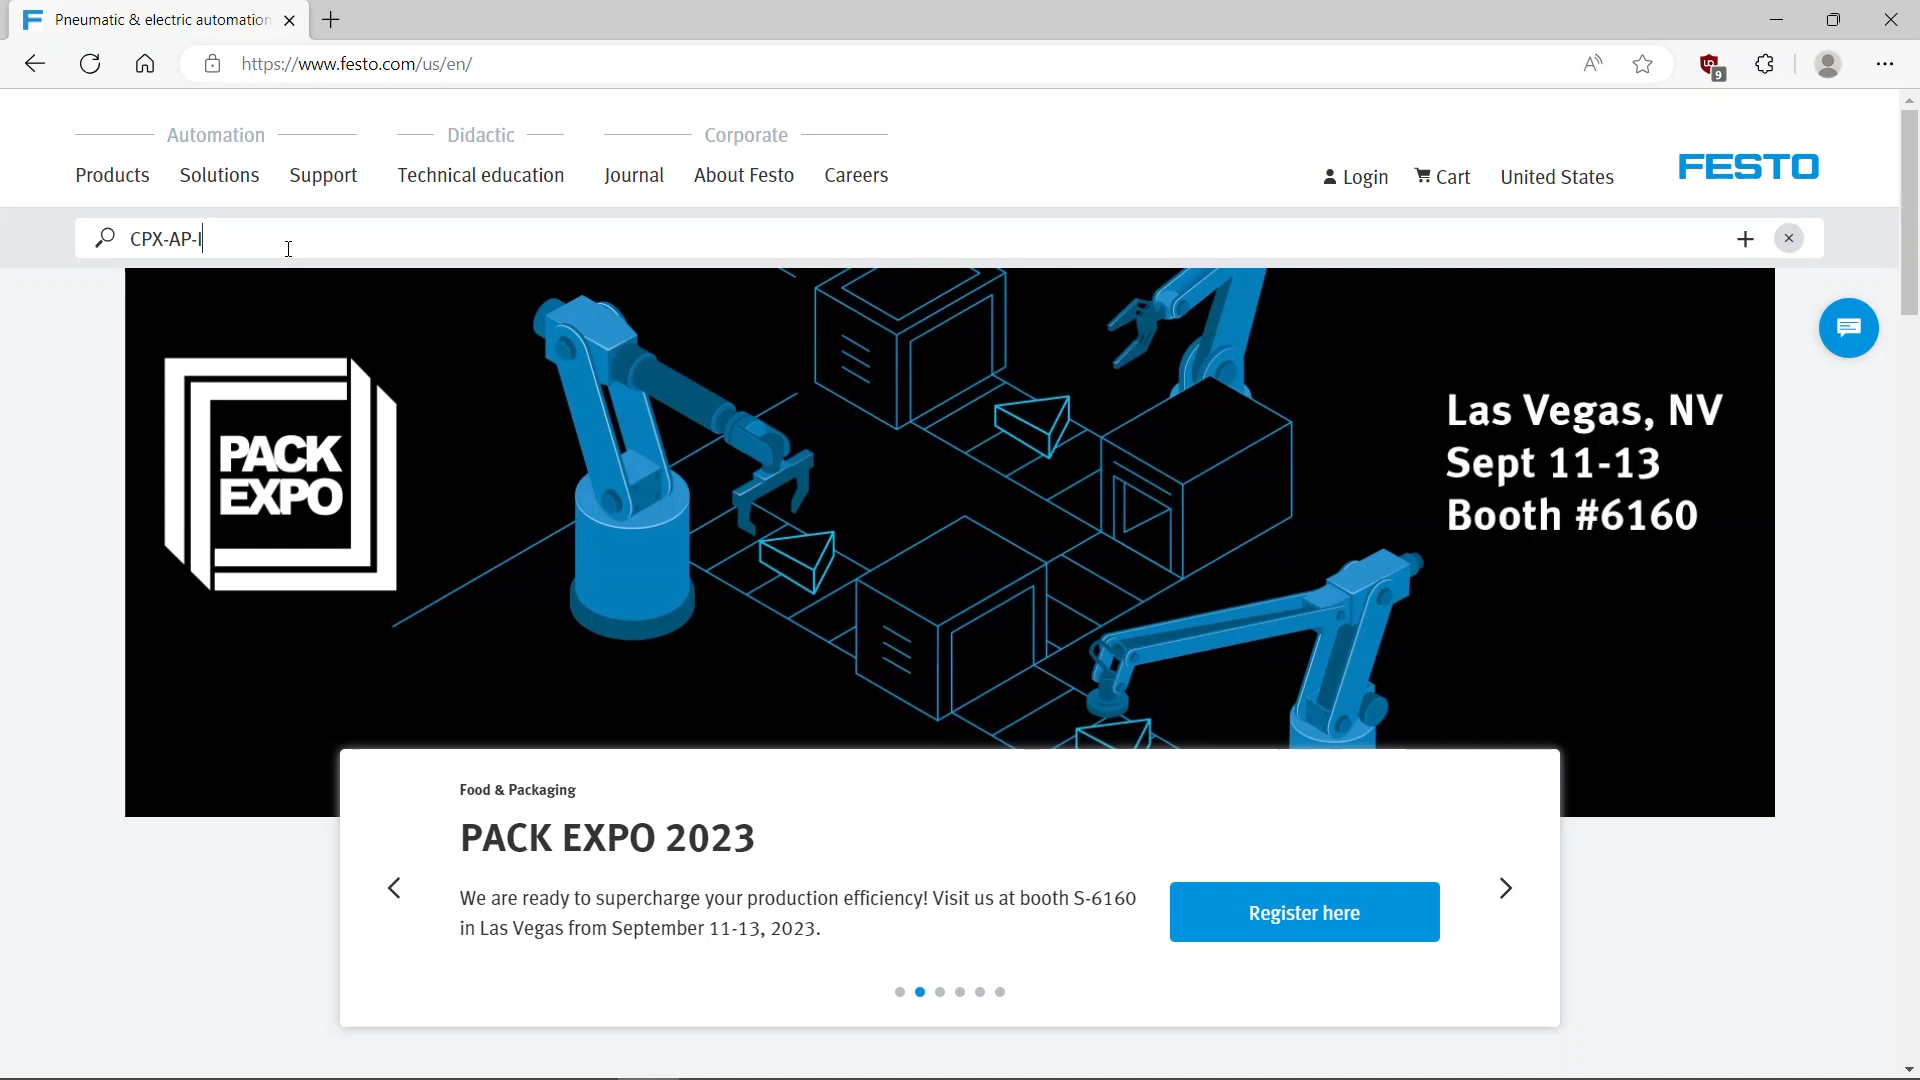 Pneumatic & electric automation
https://www.festo.com/us/en/
9
Automation Didactic Corporate
Products Solutions Support Technical education Journal About Festo Careers
Login Cart United States
FESTO
CPX-AP-I
PACK
EXPO
Las Vegas, NV
Sept 11-13
Booth #6160
Food & Packaging
PACK EXPO 2023
We are ready to supercharge your production efficiency! Visit us at booth S-6160
in Las Vegas from September 11-13, 2023.
Register here